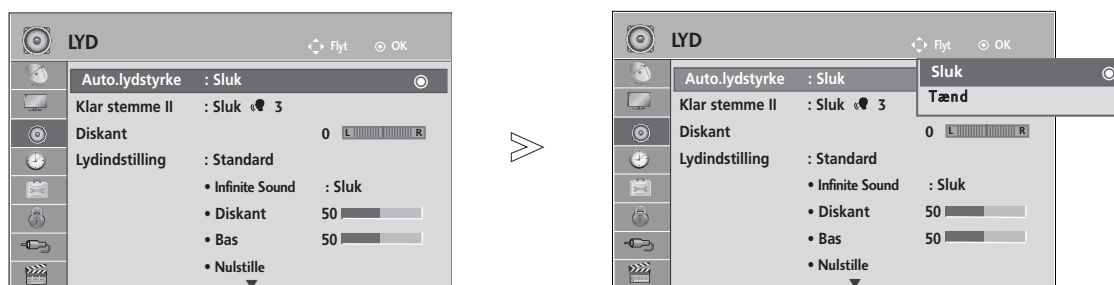 LYD Flyt OK
Auto.lydstyrke : Sluk
Klar stemme II : Sluk 3
Diskant 0 L R
Lydindstilling : Standard
• Infinite Sound : Sluk
• Diskant 50
• Bas 50
• Nulstille
LYD Flyt OK
Auto.lydstyrke : Sluk
Sluk
Tænd
Klar stemme II : Sluk 3
Diskant 0 L R
Lydindstilling : Standard
• Infinite Sound : Sluk
• Diskant 50
• Bas 50
• Nulstille